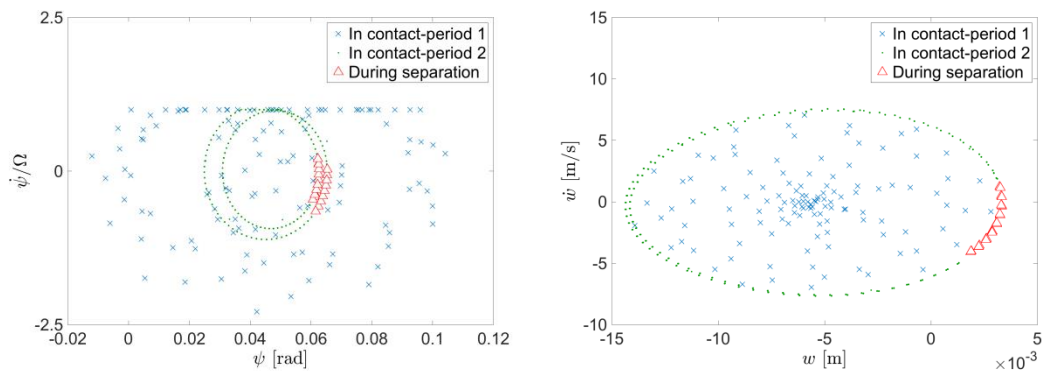 2.5
0
-2.5
ψ̇/Ω
-0.02 0 0.02 0.04 0.06 0.08 0.1 0.12
ψ [rad]
In contact-period 1
In contact-period 2
During separation
15
10
5
0
-5
-10
ẇ [m/s]
-15 -10 -5 0 5
×10⁻³
w [m]
In contact-period 1
In contact-period 2
During separation